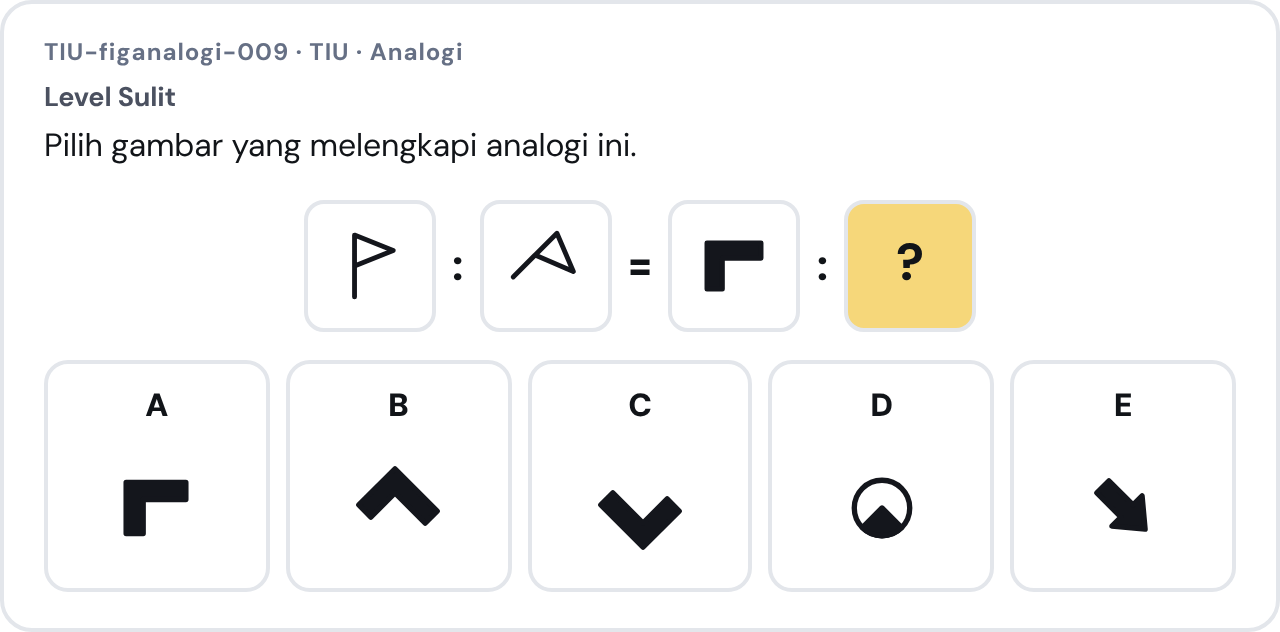 TIU-figanalogi-009 · TIU · Analogi
Level Sulit
Pilih gambar yang melengkapi analogi ini.
: = : ?
A B C D E